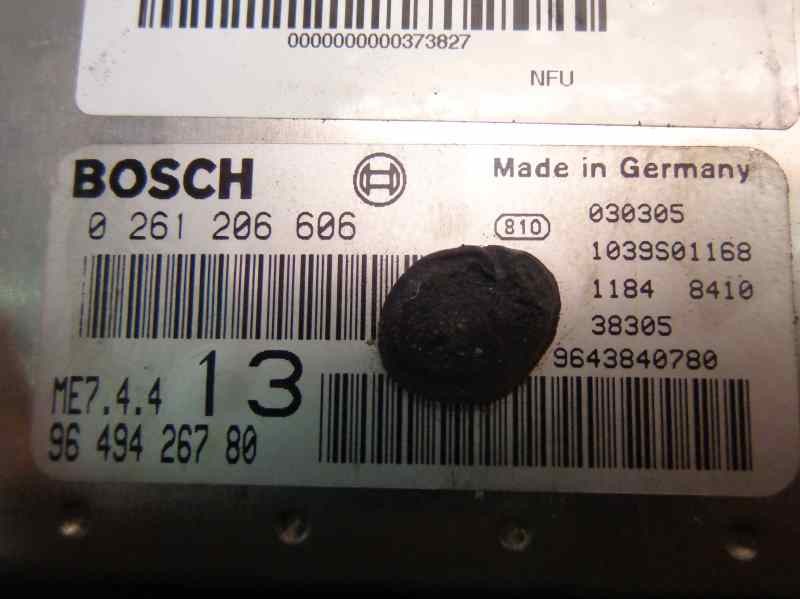 0000000000373827
NFU
BOSCH
Made in Germany
0 261 206 606
810
030305
1039S01168
1184 8410
38305
9643840780
ME7.4.4
13
96 494 267 80